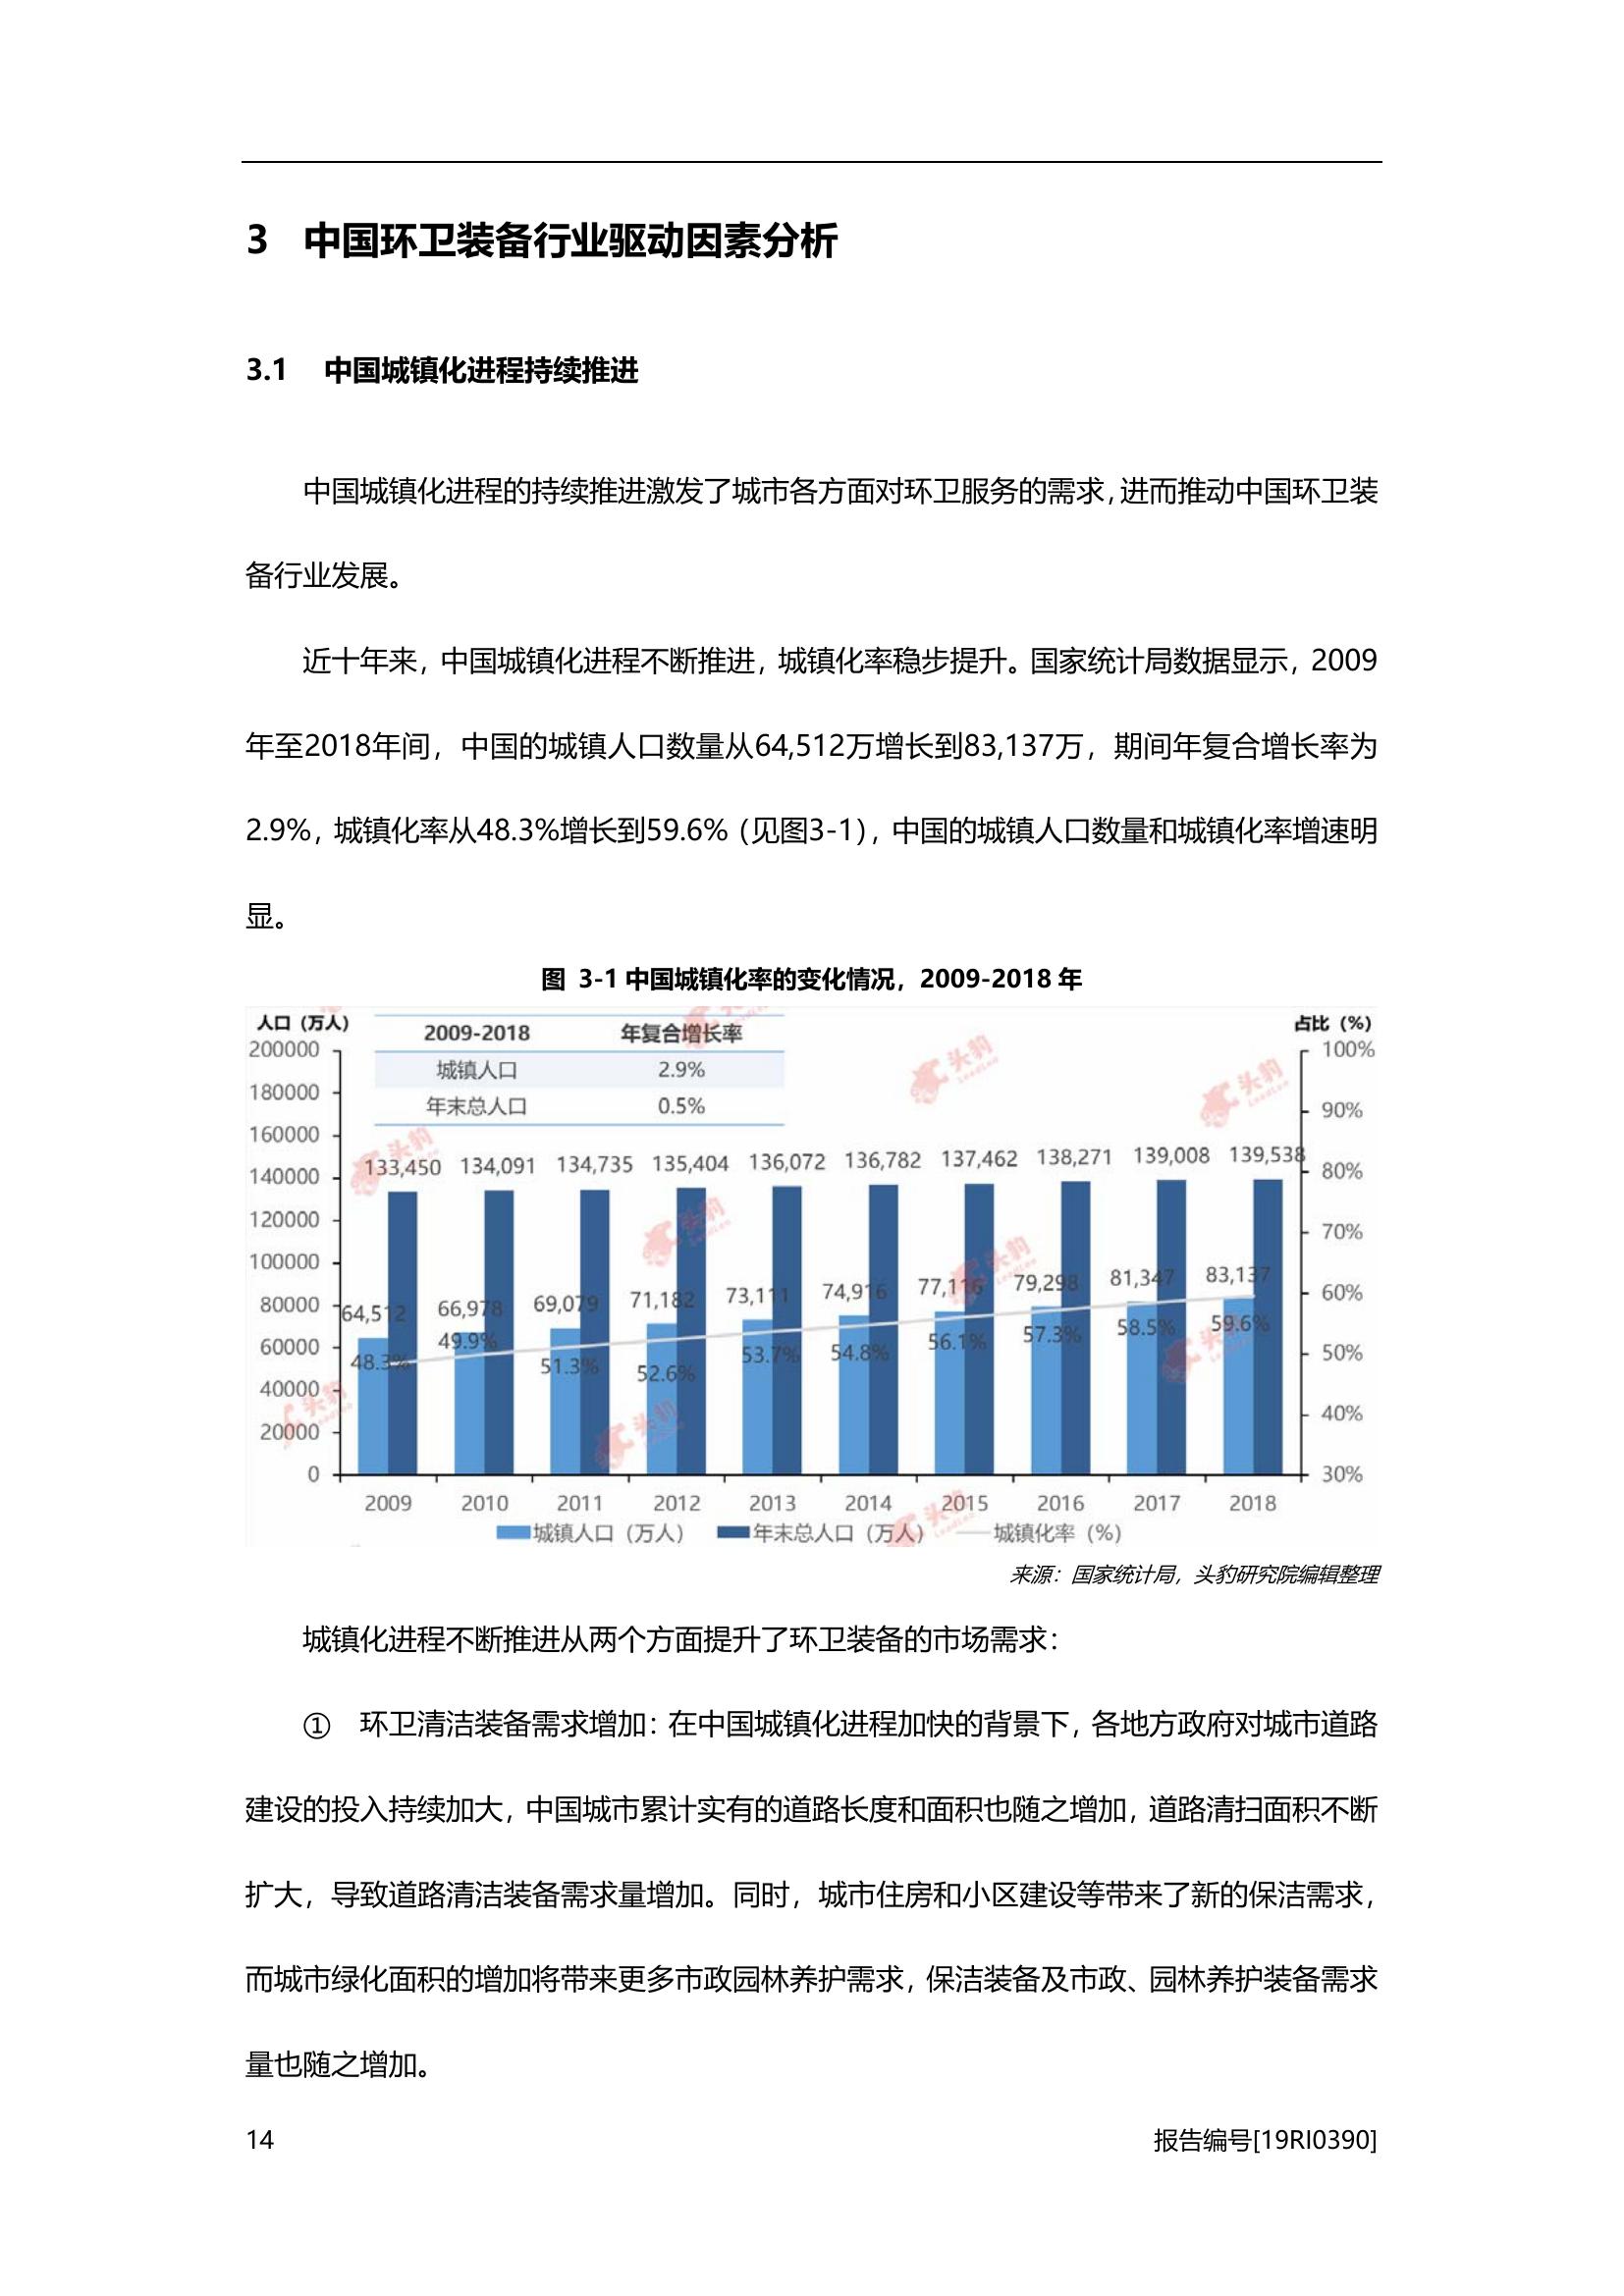 3 中国环卫装备行业驱动因素分析
3.1 中国城镇化进程持续推进
中国城镇化进程的持续推进激发了城市各方面对环卫服务的需求，进而推动中国环卫装
备行业发展。
近十年来，中国城镇化进程不断推进，城镇化率稳步提升。国家统计局数据显示，2009
年至2018年间，中国的城镇人口数量从64,512万增长到83,137万，期间年复合增长率为
2.9%，城镇化率从48.3%增长到59.6%（见图3-1），中国的城镇人口数量和城镇化率增速明
显。
图 3-1 中国城镇化率的变化情况，2009-2018 年
人口（万人） 占比（%）
2009-2018 年复合增长率
城镇人口 2.9%
年末总人口 0.5%
200000 100%
180000 90%
160000
140000 80%
120000 70%
100000
80000 60%
60000 50%
40000 40%
20000
0 30%
133,450 134,091 134,735 135,404 136,072 136,782 137,462 138,271 139,008 139,538
64,512 66,978 69,079 71,182 73,111 74,916 77,116 79,298 81,347 83,137
48.3% 49.9% 51.3% 52.6% 53.7% 54.8% 56.1% 57.3% 58.5% 59.6%
2009 2010 2011 2012 2013 2014 2015 2016 2017 2018
城镇人口（万人） 年末总人口（万人） 城镇化率（%）
头豹
LeadLeo
来源：国家统计局，头豹研究院编辑整理
城镇化进程不断推进从两个方面提升了环卫装备的市场需求：
① 环卫清洁装备需求增加：在中国城镇化进程加快的背景下，各地方政府对城市道路
建设的投入持续加大，中国城市累计实有的道路长度和面积也随之增加，道路清扫面积不断
扩大，导致道路清洁装备需求量增加。同时，城市住房和小区建设等带来了新的保洁需求，
而城市绿化面积的增加将带来更多市政园林养护需求，保洁装备及市政、园林养护装备需求
量也随之增加。
14 报告编号[19RI0390]